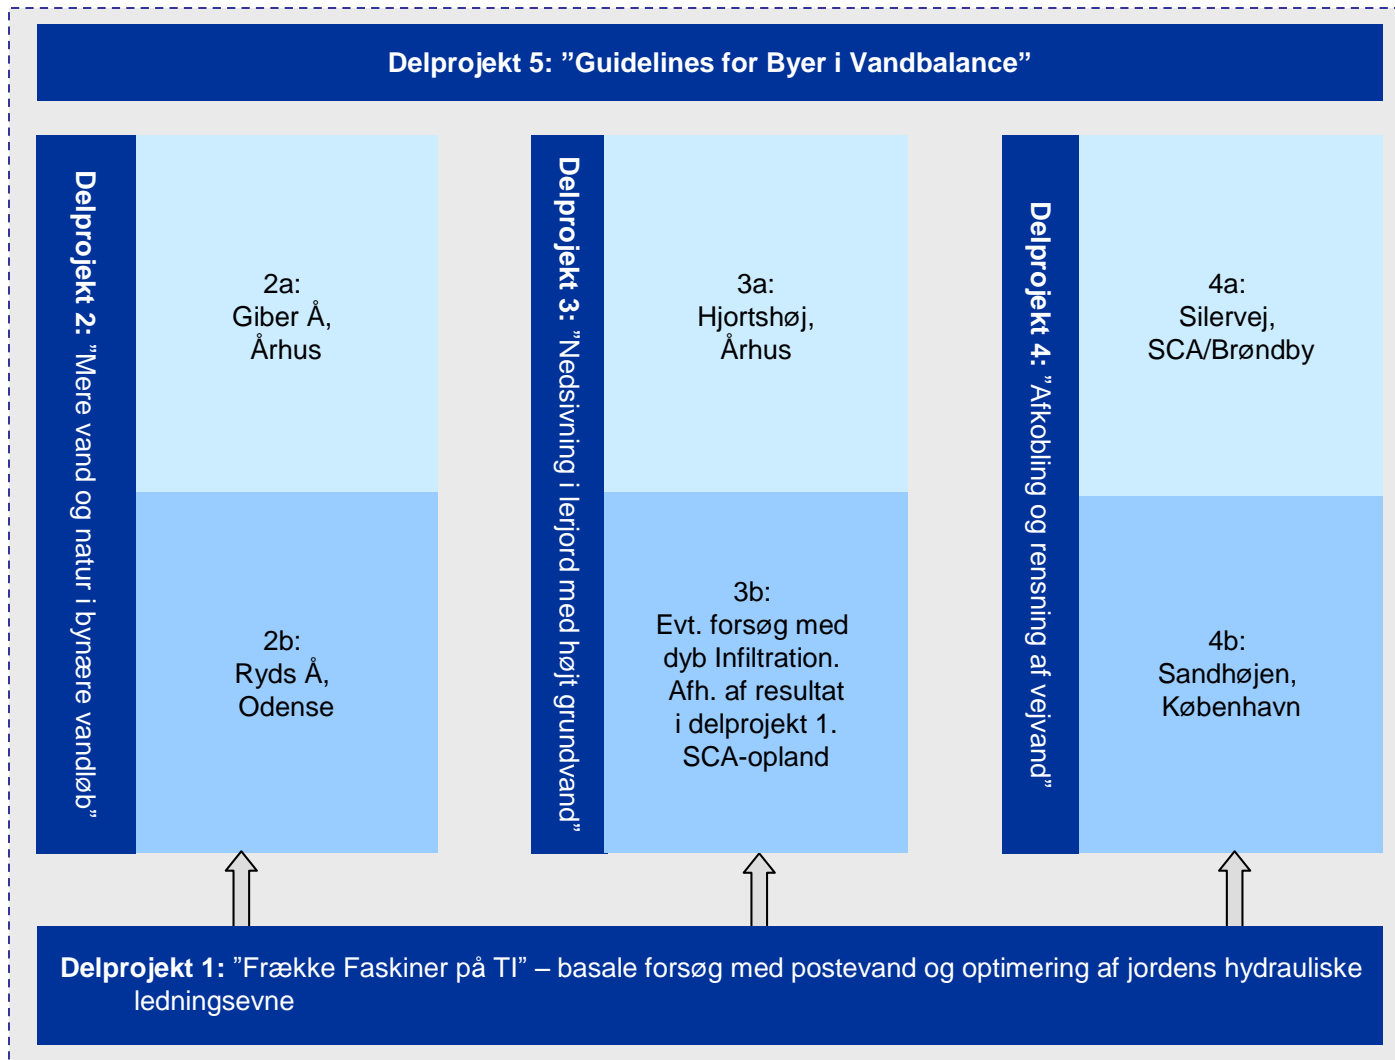 Delprojekt 5: ”Guidelines for Byer i Vandbalance”
Delprojekt 2: ”Mere vand og natur i bynære vandløb”
2a:
Giber Å,
Århus
2b:
Ryds Å,
Odense
Delprojekt 3: ”Nedsivning i lerjord med højt grundvand”
3a:
Hjortshøj,
Århus
3b:
Evt. forsøg med
dyb Infiltration.
Afh. af resultat
i delprojekt 1.
SCA-opland
Delprojekt 4: ”Afkobling og rensning af vejvand”
4a:
Silervej,
SCA/Brøndby
4b:
Sandhøjen,
København
Delprojekt 1: ”Frække Faskiner på TI” – basale forsøg med postevand og optimering af jordens hydrauliske
ledningsevne